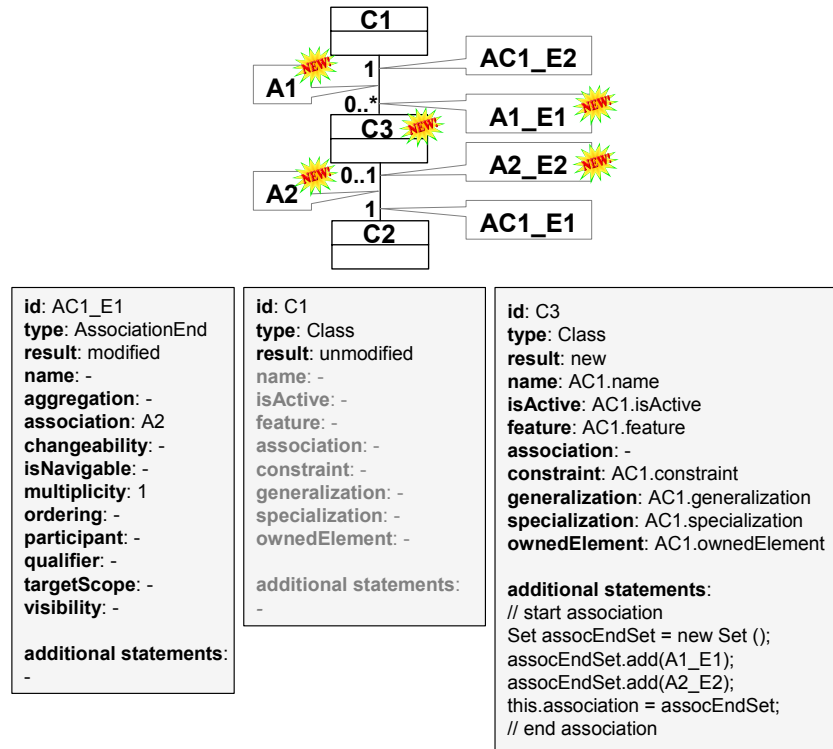 C1
NEW!
1
AC1_E2
A1
0..*
A1_E1
NEW!
C3
NEW!
NEW!
0..1
A2_E2
NEW!
A2
1
AC1_E1
C2
id: AC1_E1
type: AssociationEnd
result: modified
name: -
aggregation: -
association: A2
changeability: -
isNavigable: -
multiplicity: 1
ordering: -
participant: -
qualifier: -
targetScope: -
visibility: -
additional statements:
-
id: C1
type: Class
result: unmodified
name: -
isActive: -
feature: -
association: -
constraint: -
generalization: -
specialization: -
ownedElement: -
additional statements:
-
id: C3
type: Class
result: new
name: AC1.name
isActive: AC1.isActive
feature: AC1.feature
association: -
constraint: AC1.constraint
generalization: AC1.generalization
specialization: AC1.specialization
ownedElement: AC1.ownedElement
additional statements:
// start association
Set assocEndSet = new Set ();
assocEndSet.add(A1_E1);
assocEndSet.add(A2_E2);
this.association = assocEndSet;
// end association